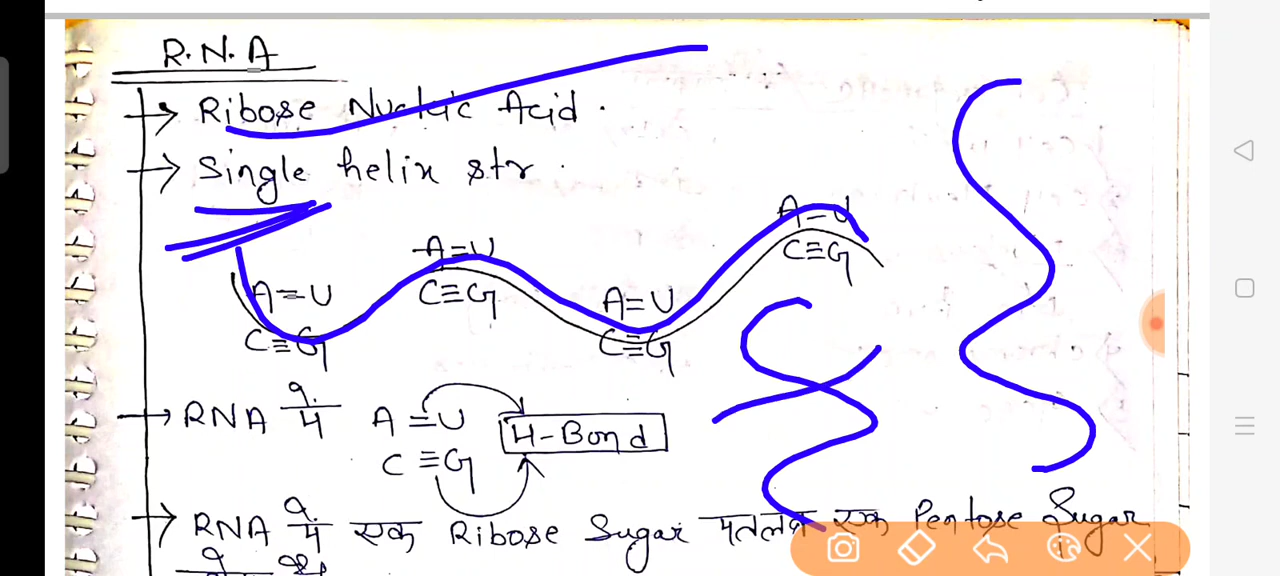 R.N.A
→ Ribose Nucleic Acid.
→ Single helix str.
A=U A=U A=U A=U
C≡G C≡G C≡G C≡G
→ RNA में A=U
H-Bond
C≡G
→ RNA में एक Ribose Sugar मतलब एक Pentose Sugar